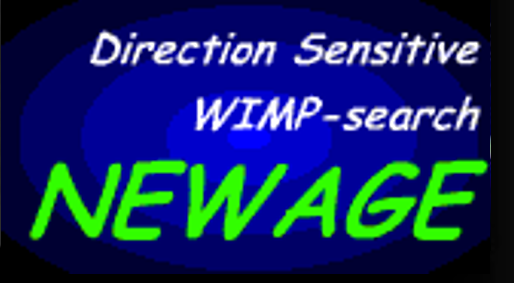 Direction Sensitive
WIMP-search
NEWAGE